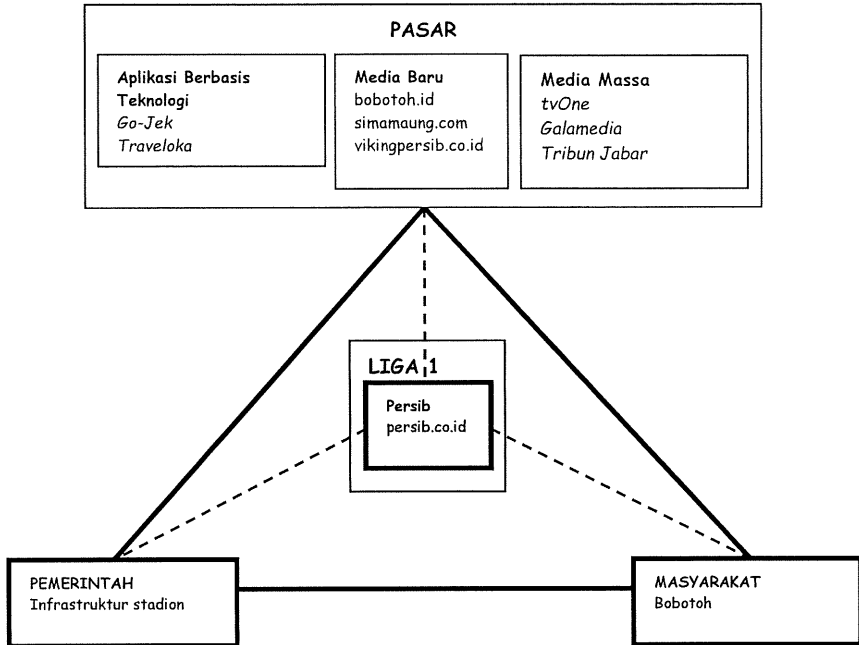 PASAR
Aplikasi Berbasis
Teknologi
Go-Jek
Traveloka
Media Baru
bobotoh.id
simamaung.com
vikingpersib.co.id
Media Massa
tvOne
Galamedia
Tribun Jabar
LIGA 1
Persib
persib.co.id
PEMERINTAH
Infrastruktur stadion
MASYARAKAT
Bobotoh